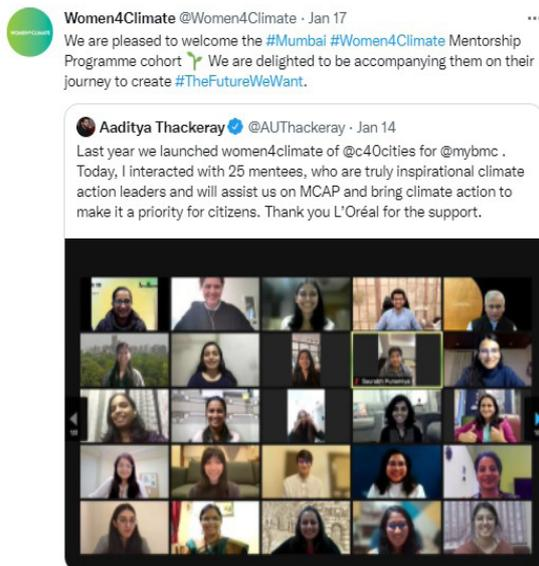 Women4Climate @Women4Climate · Jan 17
We are pleased to welcome the #Mumbai #Women4Climate Mentorship
Programme cohort 🌱 We are delighted to be accompanying them on their
journey to create #TheFutureWeWant.
Aaditya Thackeray @AUThackeray · Jan 14
Last year we launched women4climate of @c40cities for @mybmc .
Today, I interacted with 25 mentees, who are truly inspirational climate
action leaders and will assist us on MCAP and bring climate action to
make it a priority for citizens. Thank you L'Oréal for the support.
Saurabh Punamiya